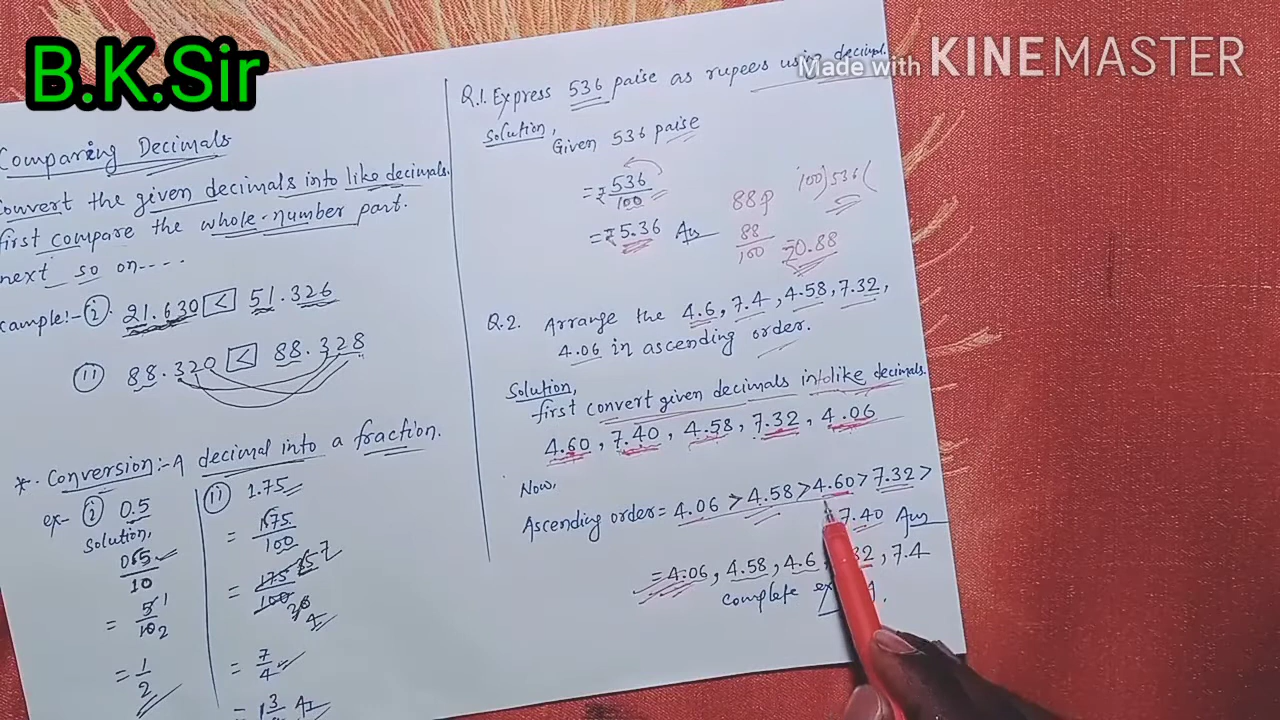 B.K.Sir
Made with KINEMASTER
Comparing Decimals
Convert the given decimals into like decimals.
first compare the whole-number part.
next so on----
Example:- (i) 21.630 < 51.326
(ii) 88.320 < 88.328
*. Conversion:- A decimal into a fraction.
ex- (i) 0.5
Solution,
05/10
= 5/10
= 1/2
(ii) 1.75
= 175/100
= 175/100
= 7/4
Q.1. Express 536 paise as rupees using decimal.
Solution,
Given 536 paise
= ₹ 536/100
= ₹ 5.36 Ans
88p
88/100
₹0.88
100)536(
Q.2. Arrange the 4.6, 7.4, 4.58, 7.32,
4.06 in ascending order.
Solution,
first convert given decimals into like decimals.
4.60, 7.40, 4.58, 7.32, 4.06
Now,
Ascending order = 4.06 > 4.58 > 4.60 > 7.32 >
7.40 Ans
= 4.06, 4.58, 4.6, 32, 7.4
complete